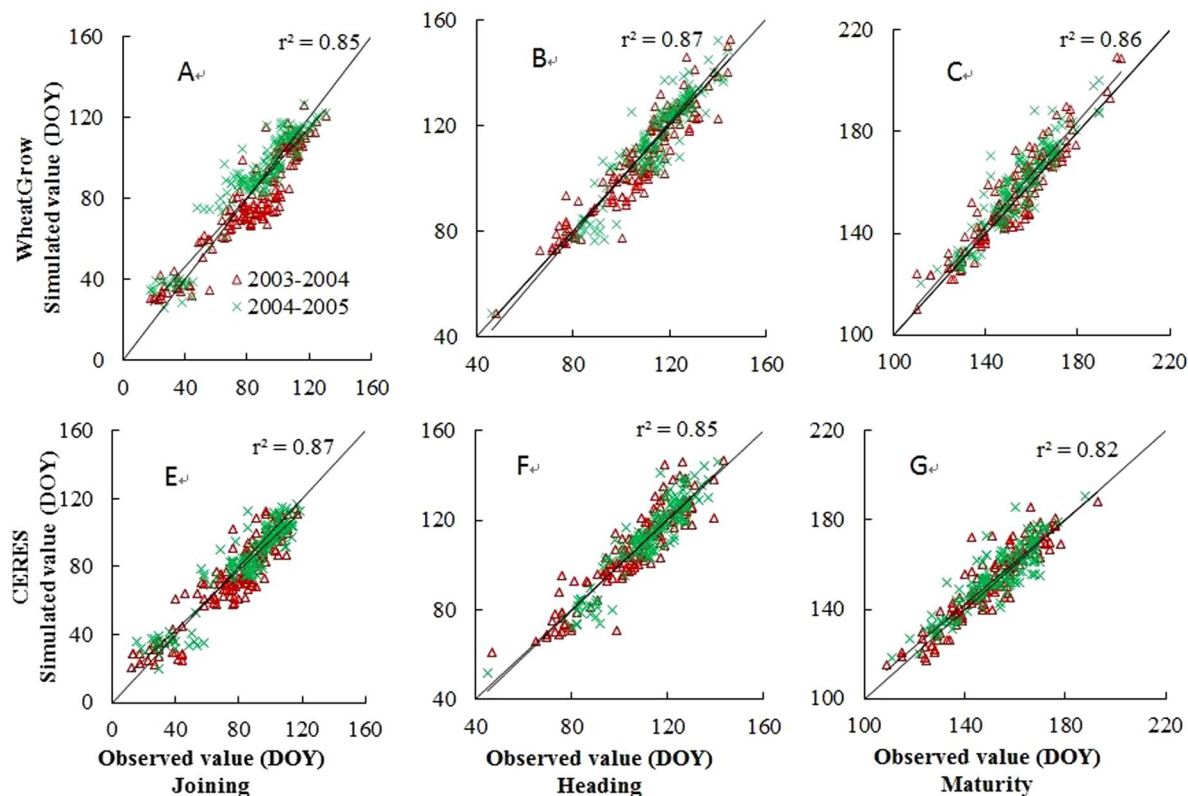 160
120
80
40
0
0
40
80
120
160
WheatGrow
Simulated value (DOY)
A↵
r² = 0.85
2003-2004
2004-2005
160
120
80
40
40
80
120
160
B↵
r² = 0.87
220
180
140
100
100
140
180
220
C↵
r² = 0.86
160
120
80
40
0
0
40
80
120
160
CERES
Simulated value (DOY)
E↵
r² = 0.87
Observed value (DOY)
Joining
160
120
80
40
40
80
120
160
F↵
r² = 0.85
Observed value (DOY)
Heading
220
180
140
100
100
140
180
220
G↵
r² = 0.82
Observed value (DOY)
Maturity